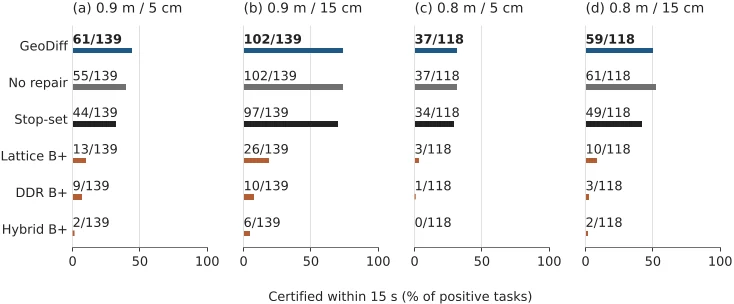 (a) 0.9 m / 5 cm
(b) 0.9 m / 15 cm
(c) 0.8 m / 5 cm
(d) 0.8 m / 15 cm
GeoDiff 61/139 102/139 37/118 59/118
No repair 55/139 102/139 37/118 61/118
Stop-set 44/139 97/139 34/118 49/118
Lattice B+ 13/139 26/139 3/118 10/118
DDR B+ 9/139 10/139 1/118 3/118
Hybrid B+ 2/139 6/139 0/118 2/118
0 50 100 0 50 100 0 50 100 0 50 100
Certified within 15 s (% of positive tasks)